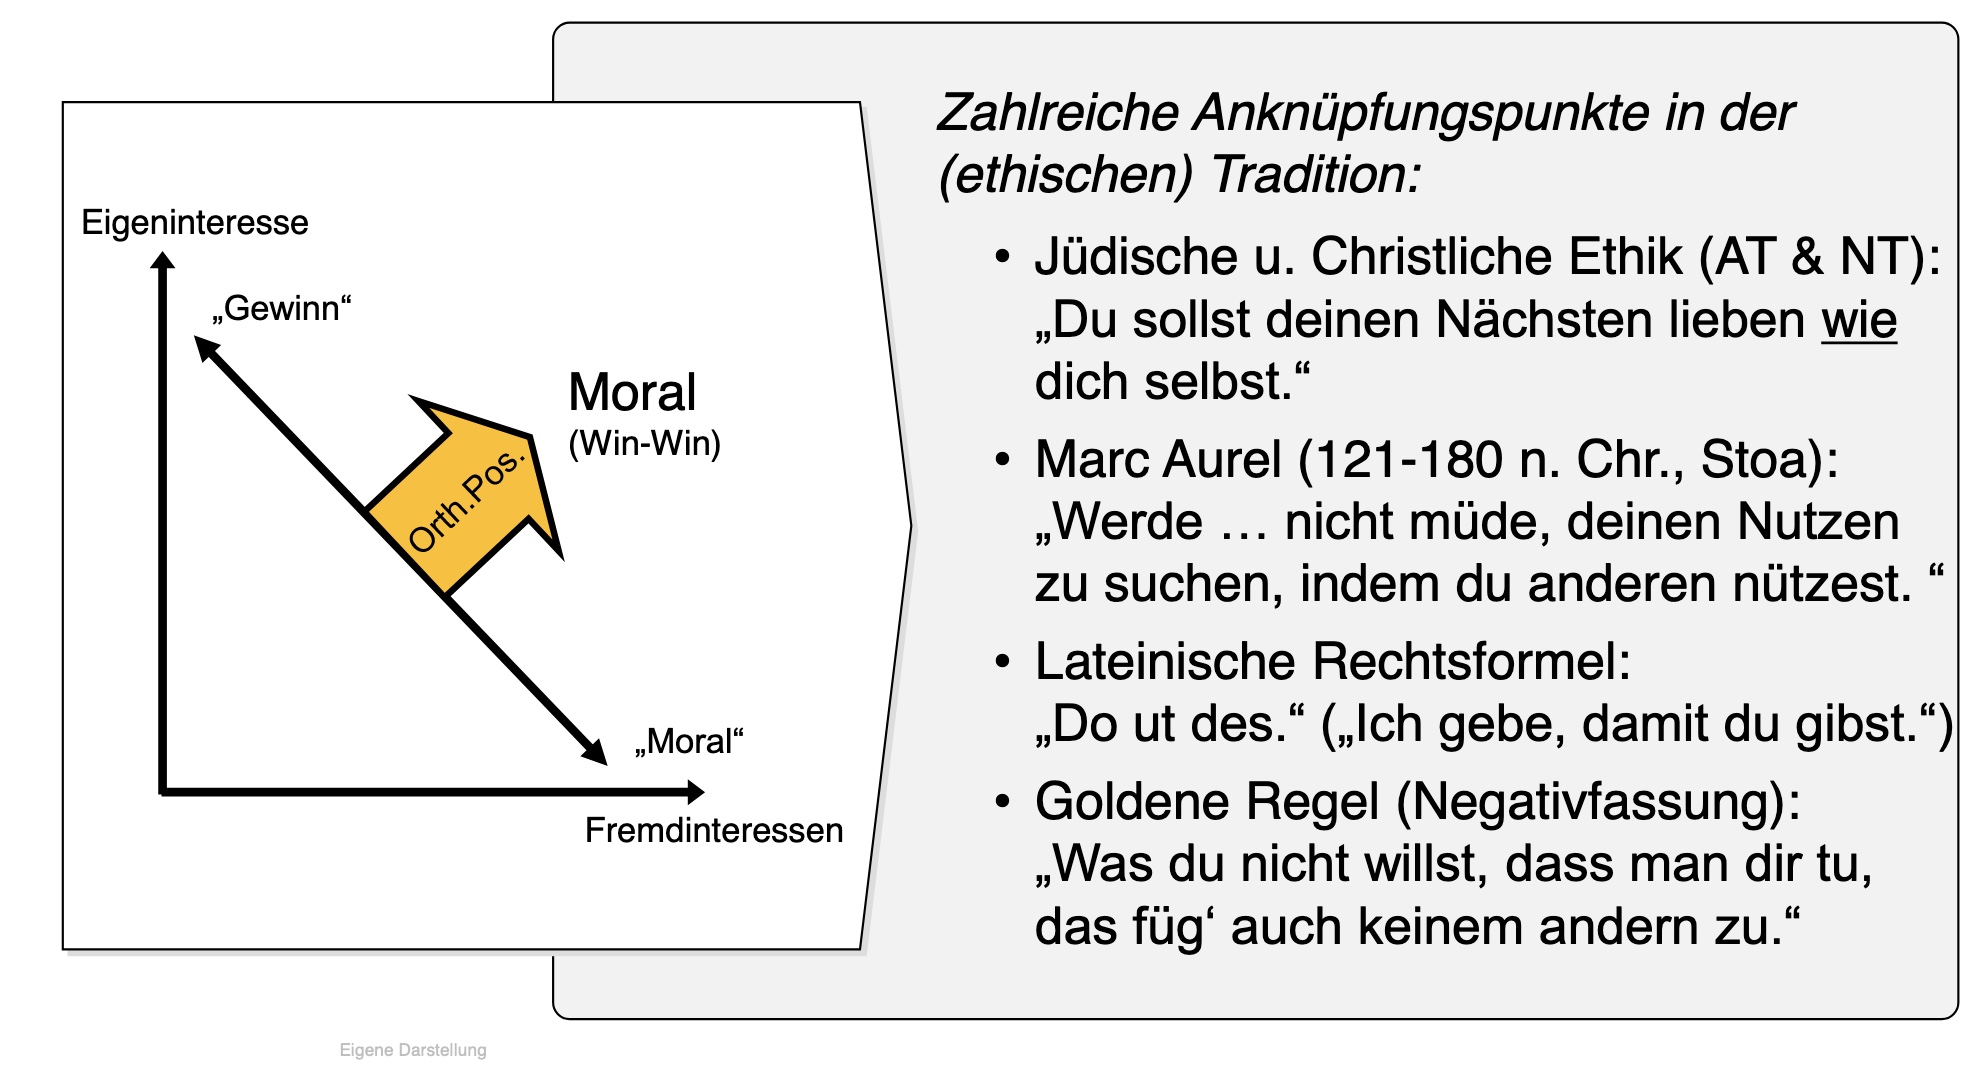 Eigeninteresse
„Gewinn“
Moral
(Win-Win)
Orth.Pos.
„Moral“
Fremdinteressen
Zahlreiche Anknüpfungspunkte in der
(ethischen) Tradition:
• Jüdische u. Christliche Ethik (AT & NT):
„Du sollst deinen Nächsten lieben wie
dich selbst.“
• Marc Aurel (121-180 n. Chr., Stoa):
„Werde … nicht müde, deinen Nutzen
zu suchen, indem du anderen nützest. “
• Lateinische Rechtsformel:
„Do ut des.“ („Ich gebe, damit du gibst.“)
• Goldene Regel (Negativfassung):
„Was du nicht willst, dass man dir tu,
das füg‘ auch keinem andern zu.“
Eigene Darstellung